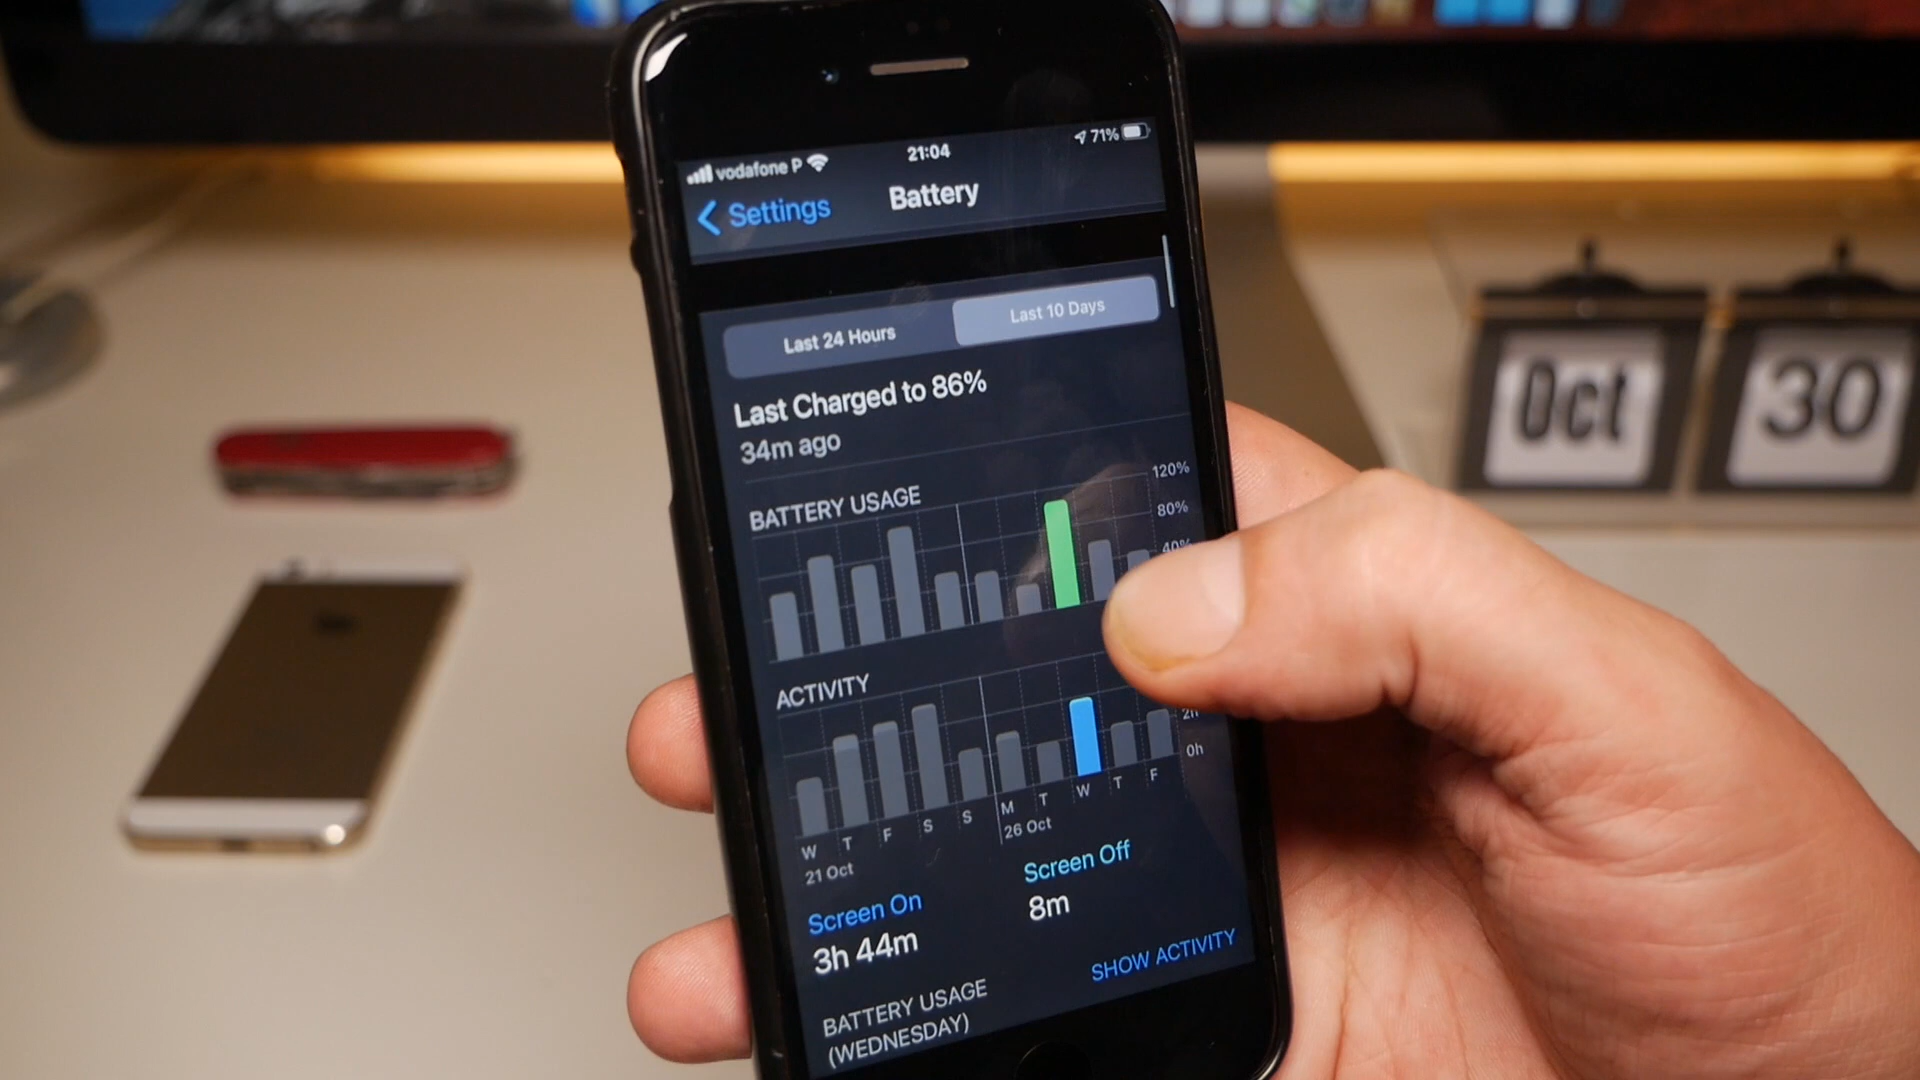 vodafone P
21:04
71%
Settings
Battery
Last 24 Hours
Last 10 Days
Last Charged to 86%
34m ago
BATTERY USAGE
120%
80%
40%
ACTIVITY
2h
0h
W T F S S M T W T F
21 Oct
26 Oct
Screen On
Screen Off
3h 44m
8m
SHOW ACTIVITY
BATTERY USAGE
(WEDNESDAY)
Oct
30